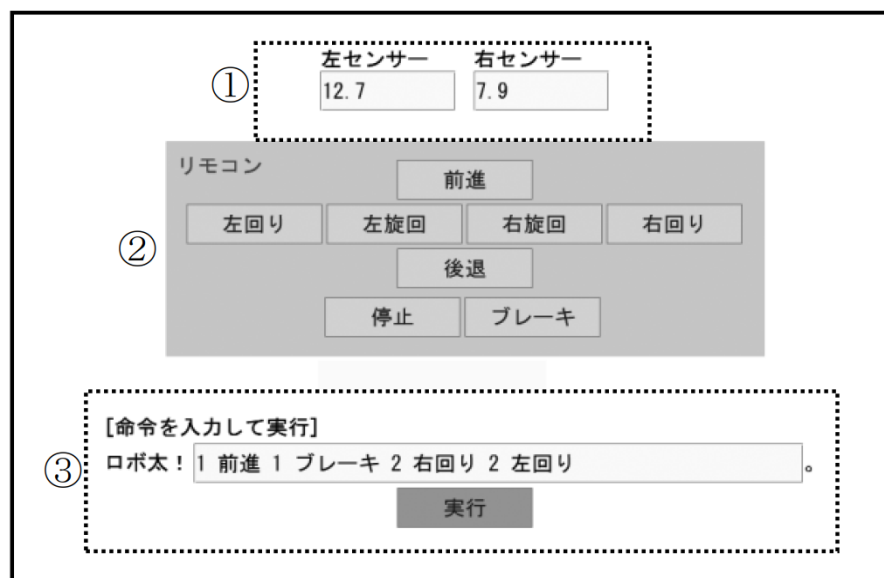 ① 左センサー 右センサー
12.7 7.9
リモコン
前進
② 左回り 左旋回 右旋回 右回り
後退
停止 ブレーキ
[命令を入力して実行]
③ ロボ太！1 前進 1 ブレーキ 2 右回り 2 左回り。
実行